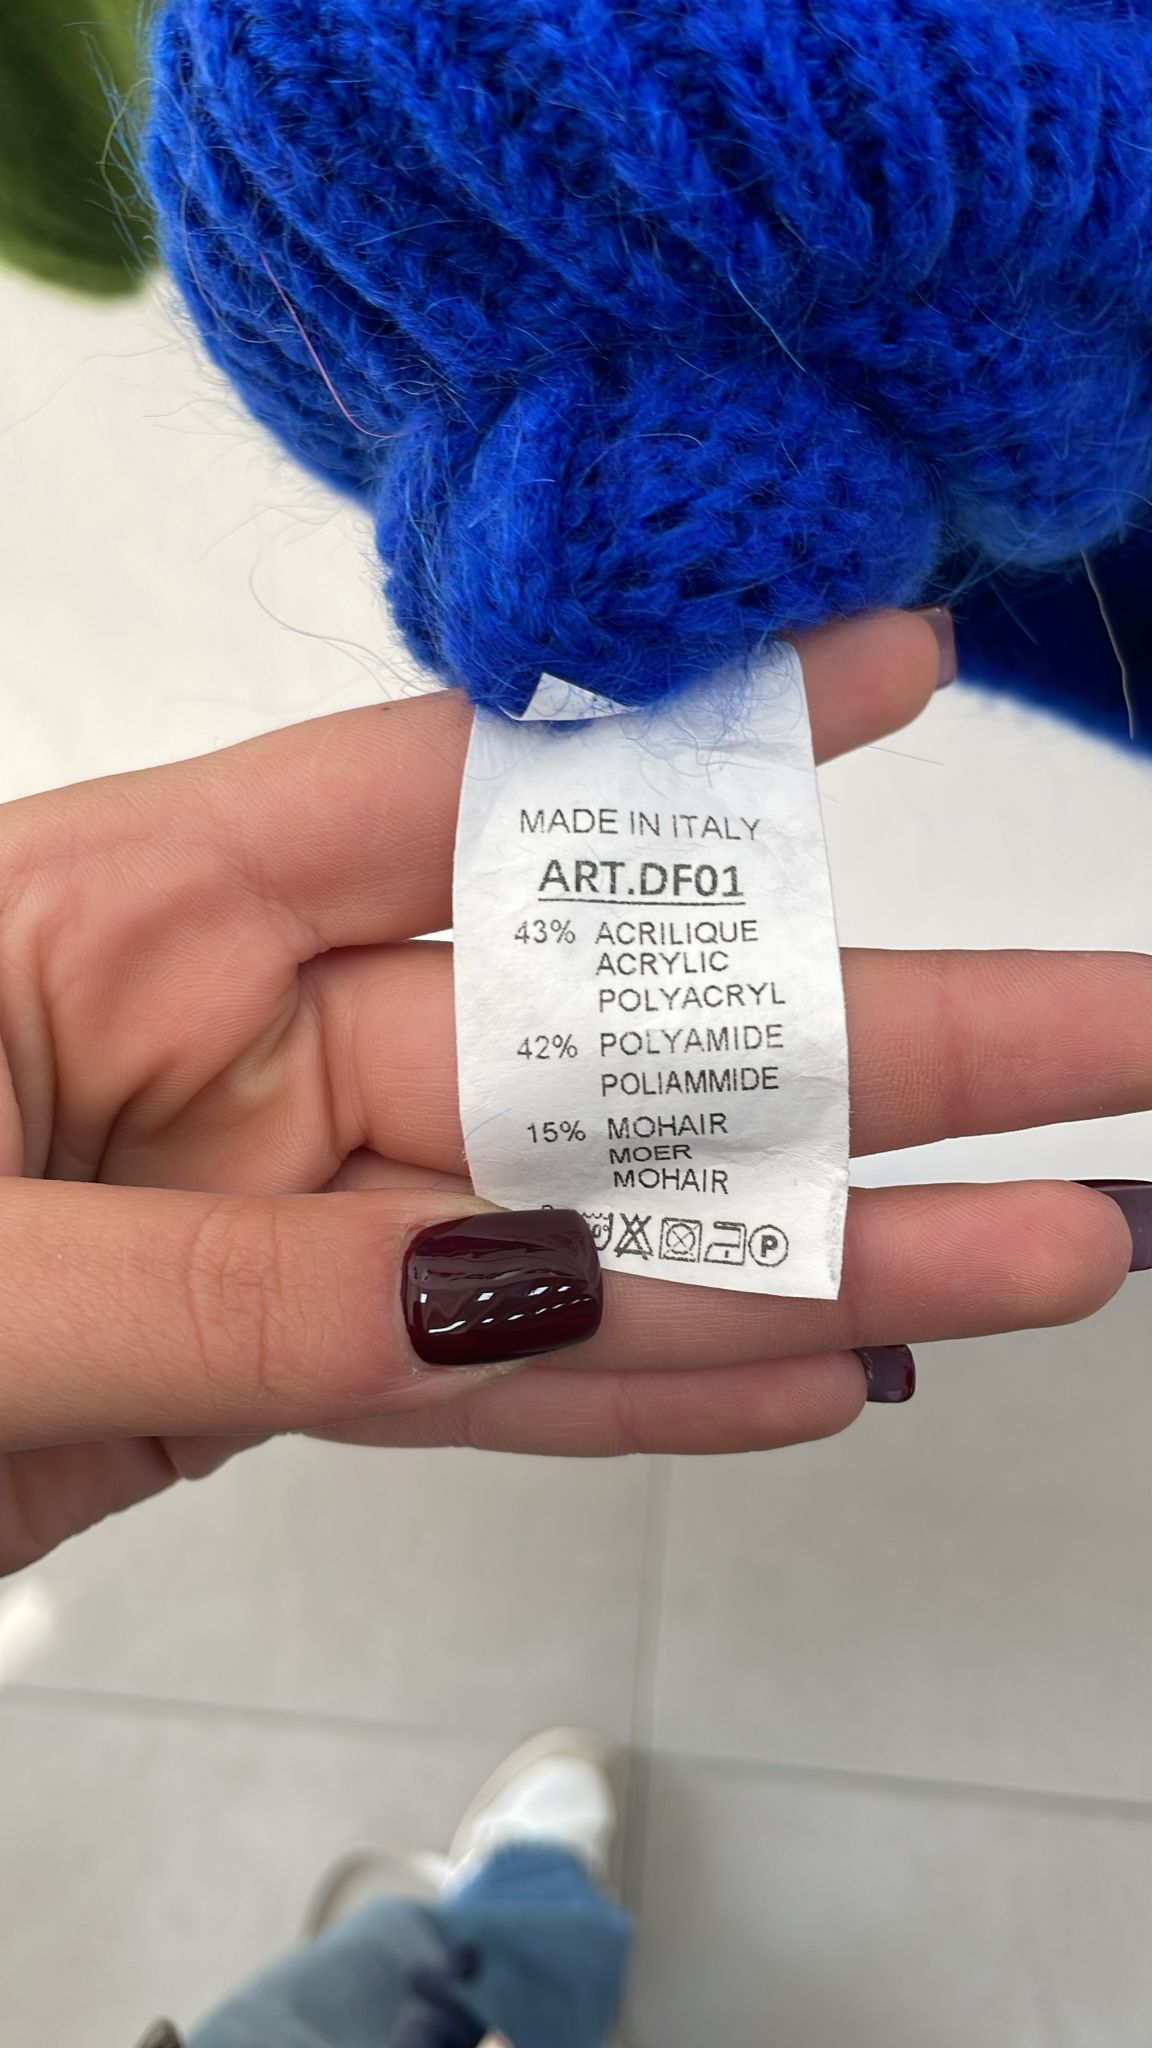 MADE IN ITALY
ART.DF01
43% ACRILIQUE
ACRYLIC
POLYACRYL
42% POLYAMIDE
POLIAMMIDE
15% MOHAIR
MOER
MOHAIR
P